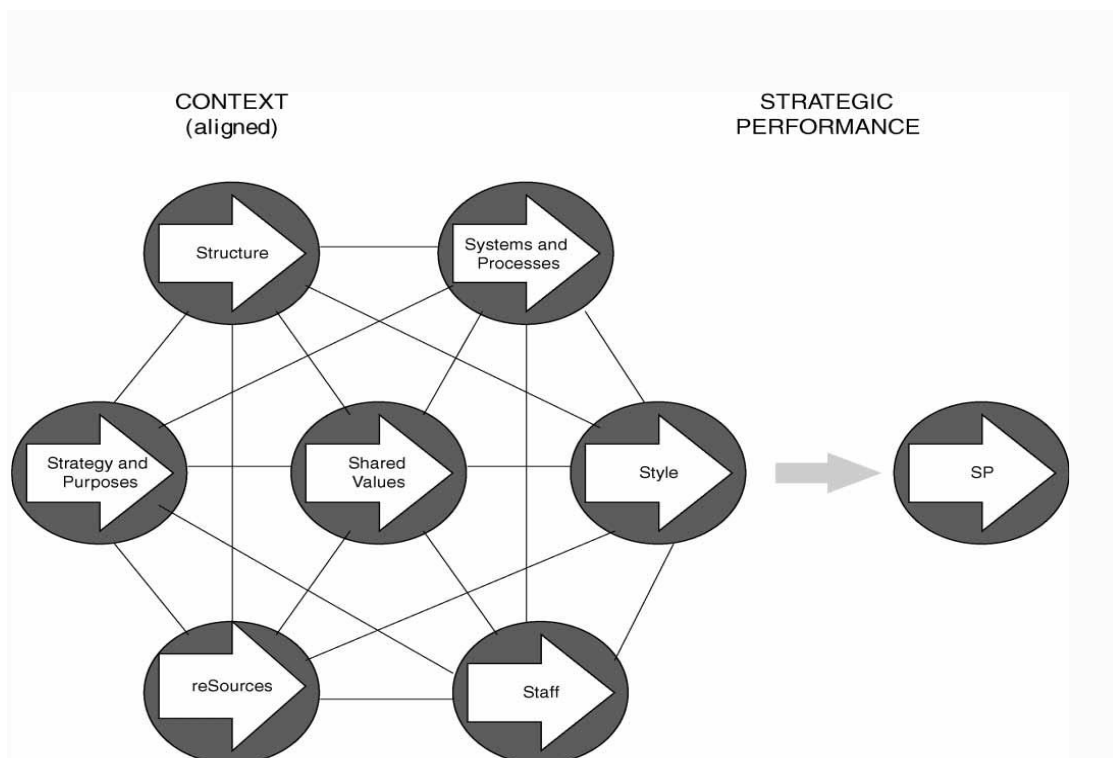 CONTEXT
(aligned)
STRATEGIC
PERFORMANCE
Structure
Systems and
Processes
Strategy and
Purposes
Shared
Values
Style
SP
reSources
Staff